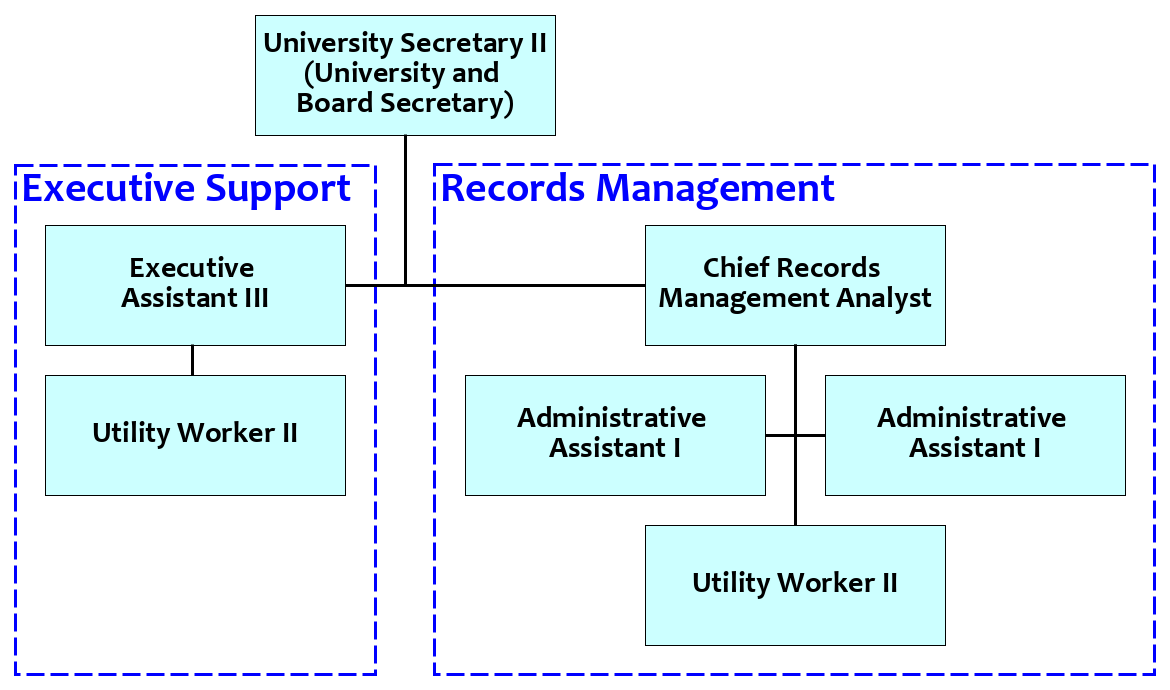 University Secretary II
(University and
Board Secretary)
Executive Support
Records Management
Executive
Assistant III
Chief Records
Management Analyst
Utility Worker II
Administrative
Assistant I
Administrative
Assistant I
Utility Worker II